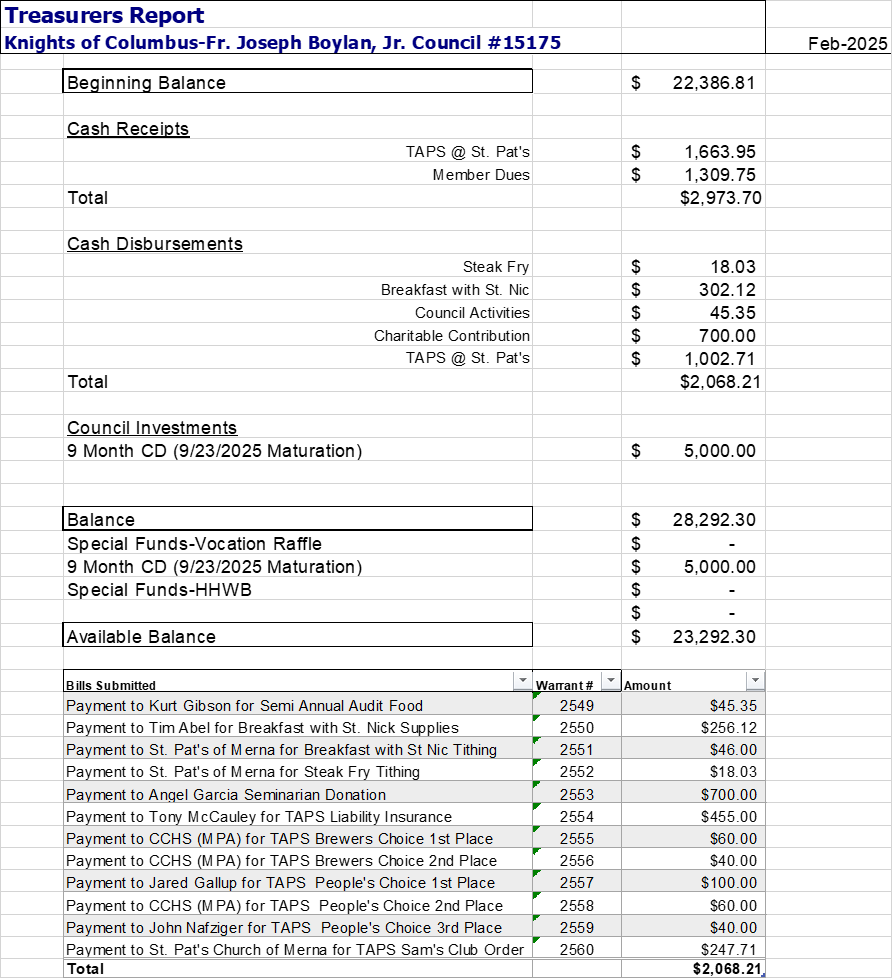 Treasurers Report
Knights of Columbus-Fr. Joseph Boylan, Jr. Council #15175 Feb-2025
Beginning Balance $ 22,386.81
Cash Receipts
TAPS @ St. Pat's $ 1,663.95
Member Dues $ 1,309.75
Total $2,973.70
Cash Disbursements
Steak Fry $ 18.03
Breakfast with St. Nic $ 302.12
Council Activities $ 45.35
Charitable Contribution $ 700.00
TAPS @ St. Pat's $ 1,002.71
Total $2,068.21
Council Investments
9 Month CD (9/23/2025 Maturation) $ 5,000.00
Balance $ 28,292.30
Special Funds-Vocation Raffle $ -
9 Month CD (9/23/2025 Maturation) $ 5,000.00
Special Funds-HHWB $ -
$ -
Available Balance $ 23,292.30
Bills Submitted Warrant # Amount
Payment to Kurt Gibson for Semi Annual Audit Food 2549 $45.35
Payment to Tim Abel for Breakfast with St. Nick Supplies 2550 $256.12
Payment to St. Pat's of Merna for Breakfast with St Nic Tithing 2551 $46.00
Payment to St. Pat's of Merna for Steak Fry Tithing 2552 $18.03
Payment to Angel Garcia Seminarian Donation 2553 $700.00
Payment to Tony McCauley for TAPS Liability Insurance 2554 $455.00
Payment to CCHS (MPA) for TAPS Brewers Choice 1st Place 2555 $60.00
Payment to CCHS (MPA) for TAPS Brewers Choice 2nd Place 2556 $40.00
Payment to Jared Gallup for TAPS People's Choice 1st Place 2557 $100.00
Payment to CCHS (MPA) for TAPS People's Choice 2nd Place 2558 $60.00
Payment to John Nafziger for TAPS People's Choice 3rd Place 2559 $40.00
Payment to St. Pat's Church of Merna for TAPS Sam's Club Order 2560 $247.71
Total $2,068.21